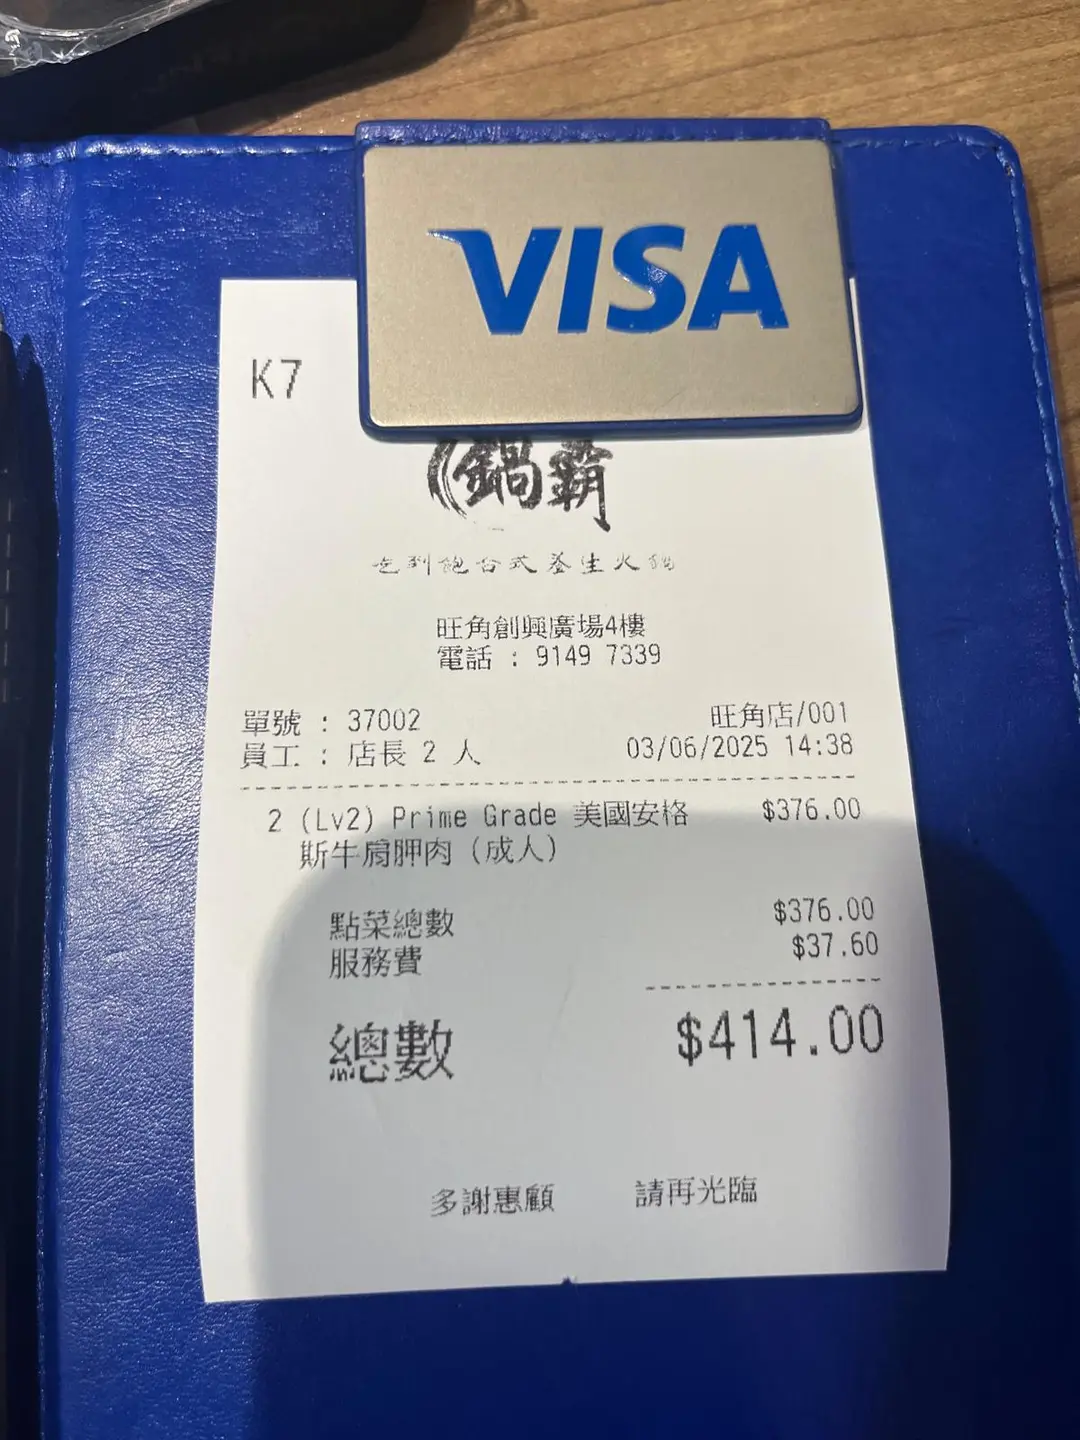 VISA
K7
鍋霸
吃到飽台式養生火鍋
旺角創興廣場4樓
電話 : 9149 7339
單號 : 37002 旺角店/001
員工 : 店長 2 人 03/06/2025 14:38
2 (Lv2) Prime Grade 美國安格 $376.00
斯牛肩胛肉 (成人)
點菜總數 $376.00
服務費 $37.60
總數 $414.00
多謝惠顧 請再光臨